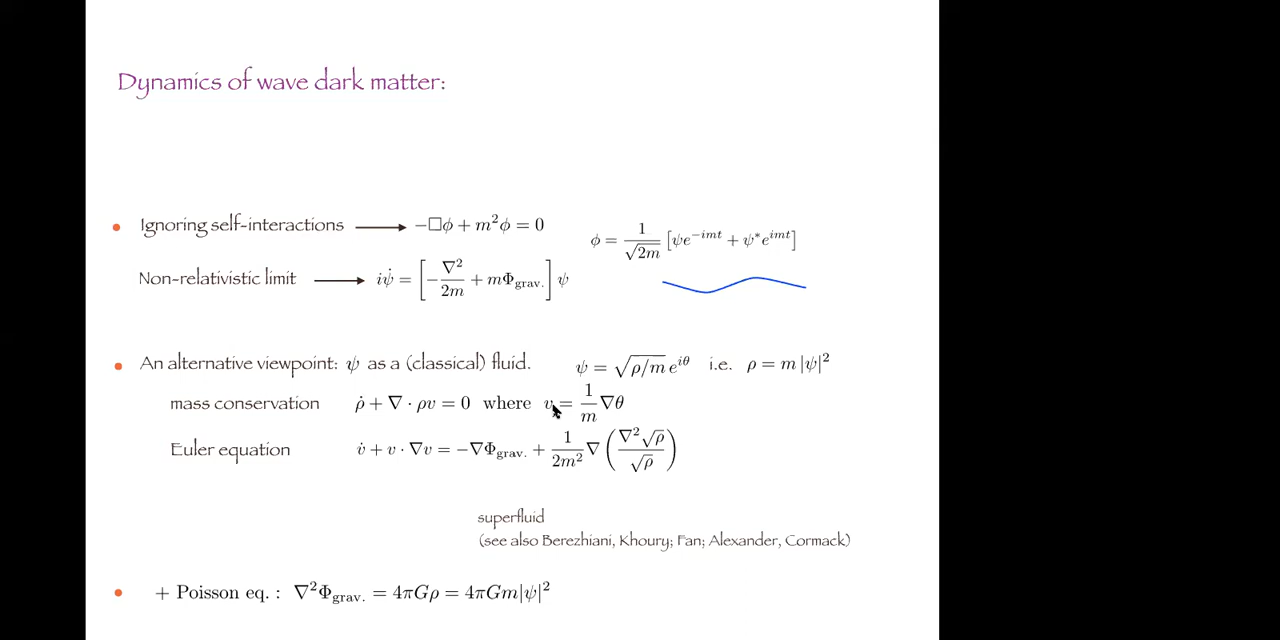 Dynamics of wave dark matter:
Ignoring self-interactions → −□ϕ + m²ϕ = 0
ϕ = 1/√2m [ψe^{−imt} + ψ*e^{imt}]
Non-relativistic limit → iψ̇ = [−∇²/2m + mΦ_grav.] ψ
An alternative viewpoint: ψ as a (classical) fluid. ψ = √ρ/m e^{iθ} i.e. ρ = m |ψ|²
mass conservation ρ̇ + ∇ · ρv = 0 where v = 1/m ∇θ
Euler equation v̇ + v · ∇v = −∇Φ_grav. + 1/2m² ∇ (∇²√ρ/√ρ)
superfluid
(see also Berezhiani, Khoury; Fan; Alexander, Cormack)
+ Poisson eq. : ∇²Φ_grav. = 4πGρ = 4πGm|ψ|²